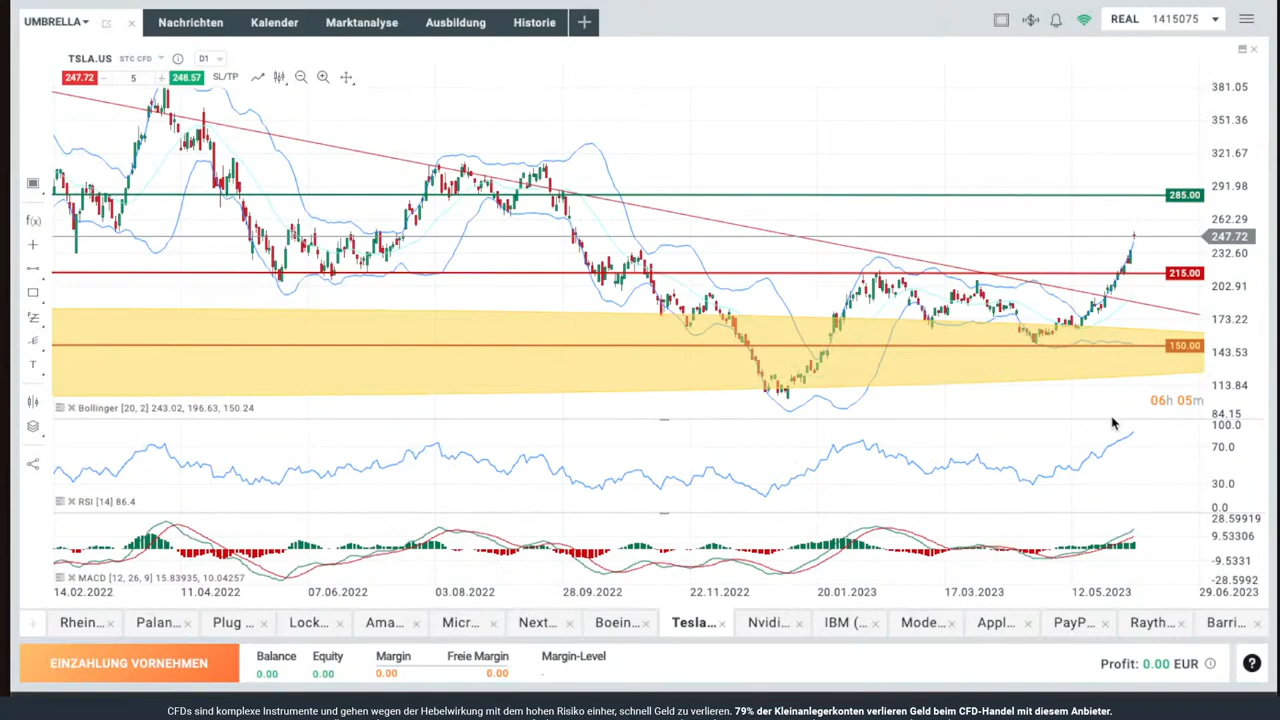 UMBRELLA Nachrichten Kalender Marktanalyse Ausbildung Historie REAL 1415075
TSLA.US STC CFD D1
247.72 5 248.57 SL/TP
381.05
351.36
321.67
291.98
285.00
262.29
247.72
232.60
215.00
202.91
173.22
150.00
143.53
113.84
06h 05m
Bollinger [20, 2] 243.02, 196.63, 150.24
84.15
100.0
70.0
30.0
RSI [14] 86.4
0.0
28.59919
9.53306
-9.5331
MACD [12, 26, 9] 15.83935, 10.04257
-28.5992
14.02.2022 11.04.2022 07.06.2022 03.08.2022 28.09.2022 22.11.2022 20.01.2023 17.03.2023 12.05.2023 29.06.2023
Rhein... Palan... Plug ... Lock... Ama... Micr... Next... Boein... Tesla... Nvidi... IBM (... Mode... Appl... PayP... Rayth... Barri...
EINZAHLUNG VORNEHMEN
Balance Equity Margin Freie Margin Margin-Level
0.00 0.00 0.00 0.00 -
Profit: 0.00 EUR
CFDs sind komplexe Instrumente und gehen wegen der Hebelwirkung mit dem hohen Risiko einher, schnell Geld zu verlieren. 79% der Kleinanlegerkonten verlieren Geld beim CFD-Handel mit diesem Anbieter.